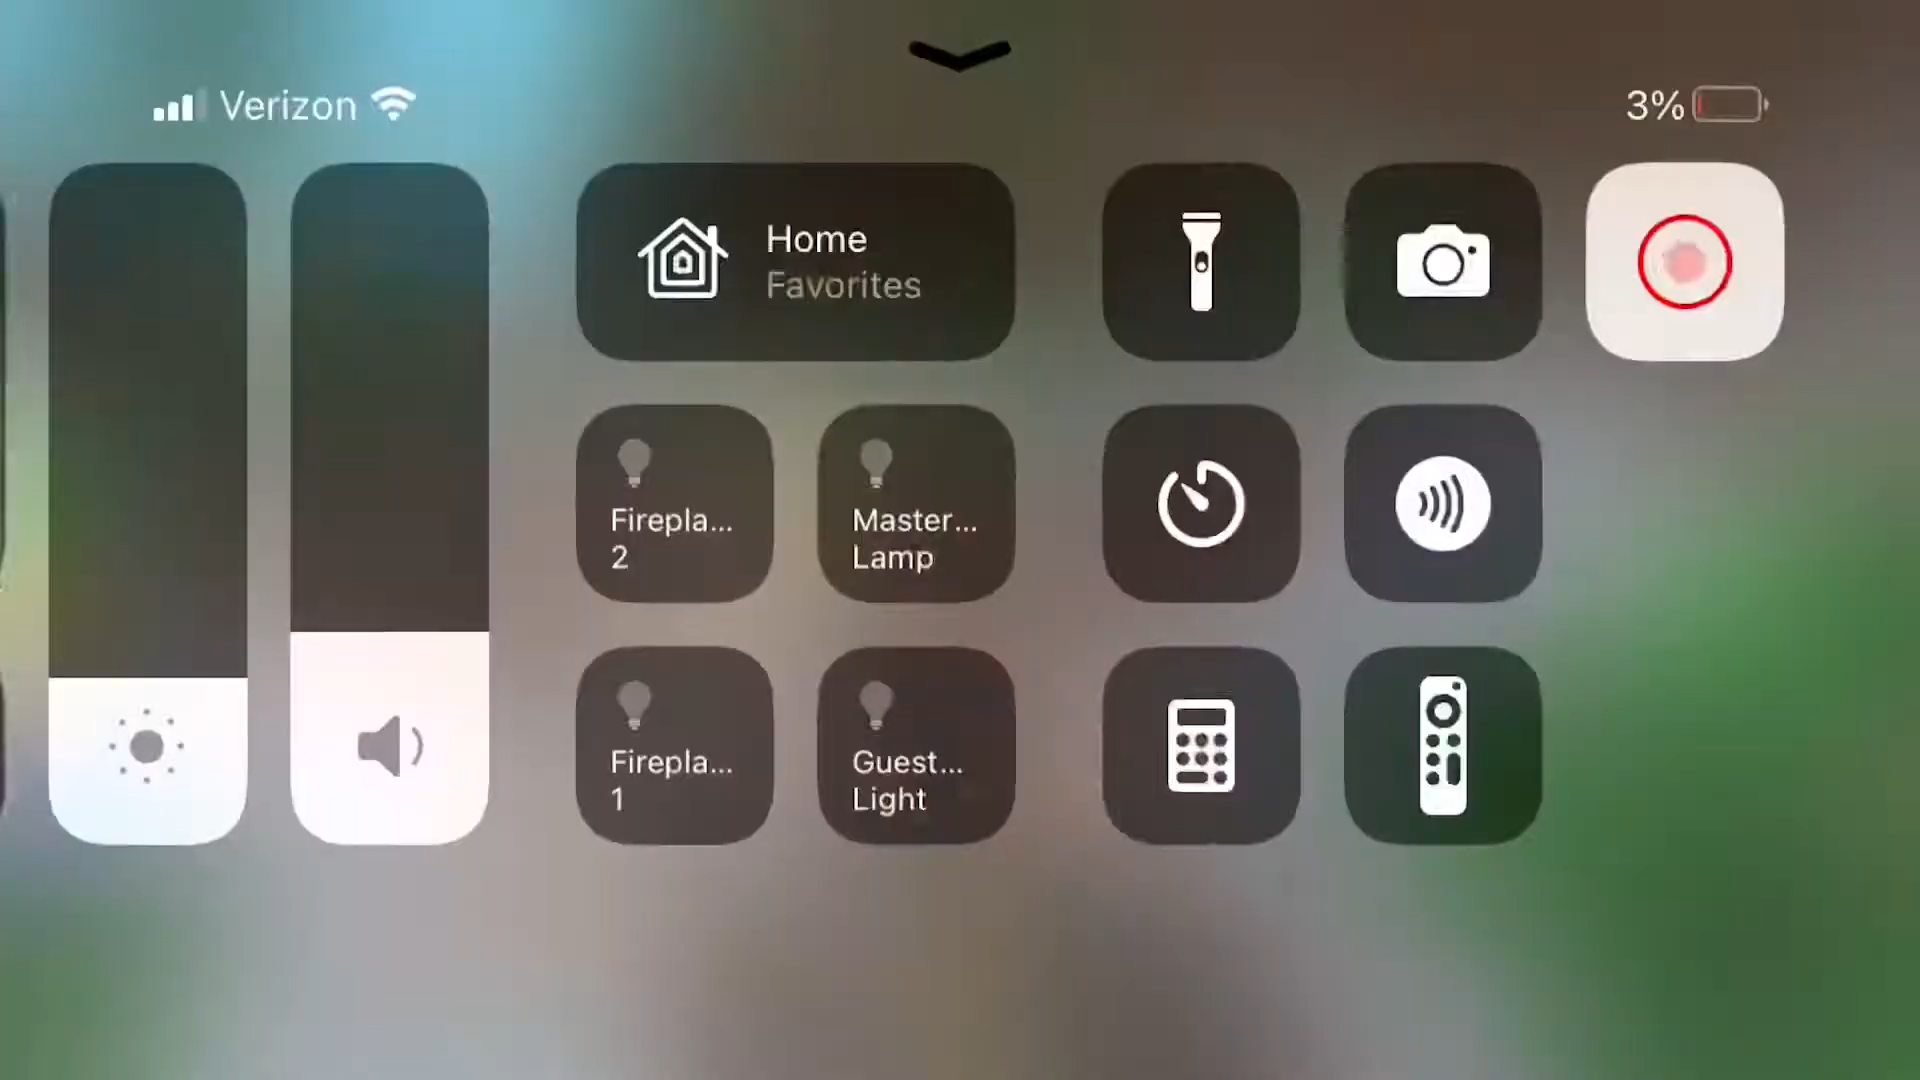 Verizon
3%
Home
Favorites
Firepla...
2
Master...
Lamp
Firepla...
1
Guest...
Light